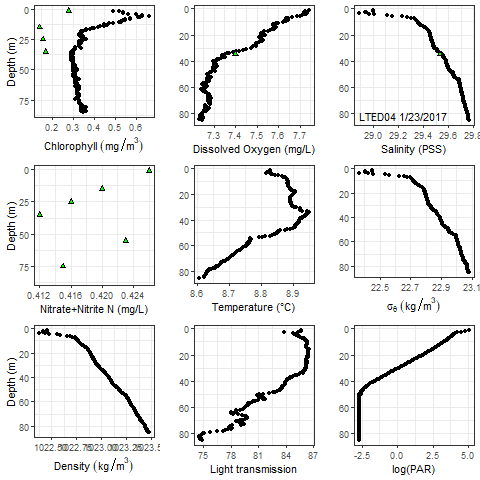 Depth (m)
0
25
50
75
0.2 0.3 0.4 0.5 0.6
Chlorophyll (mg/m³)
0
20
40
60
80
7.3 7.4 7.5 7.6 7.7
Dissolved Oxygen (mg/L)
0
20
40
60
80
LTED04 1/23/2017
29.0 29.2 29.4 29.6 29.8
Salinity (PSS)
Depth (m)
0
25
50
75
0.412 0.416 0.420 0.424
Nitrate+Nitrite N (mg/L)
0
20
40
60
80
8.6 8.7 8.8 8.9
Temperature (°C)
0
20
40
60
80
22.5 22.7 22.9 23.1
σθ (kg/m³)
Depth (m)
0
20
40
60
80
1022.50 1022.75 1023.00 1023.25 1023.5
Density (kg/m³)
0
20
40
60
80
75 78 81 84 87
Light transmission
0
20
40
60
80
-2.5 0.0 2.5 5.0
log(PAR)